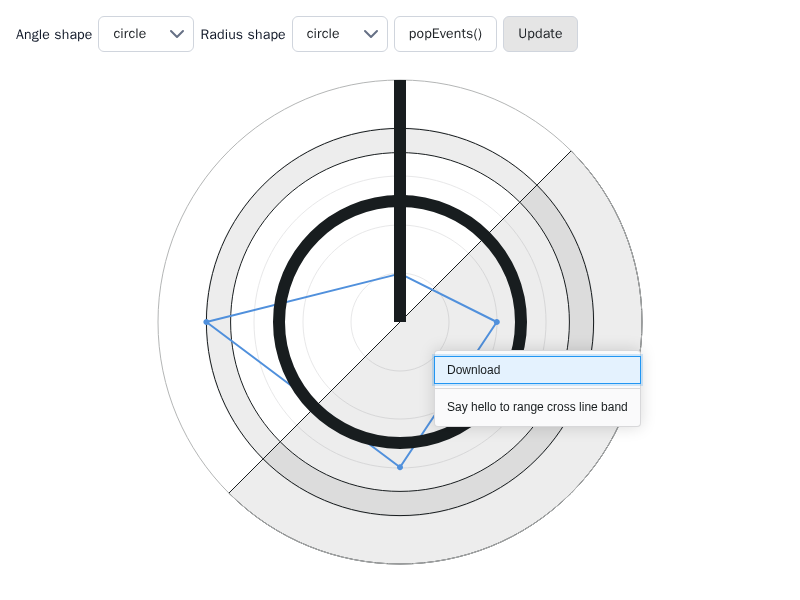 Angle shape circle Radius shape circle popEvents() Update
Download
Say hello to range cross line band